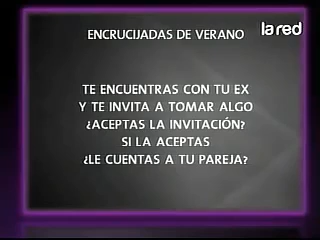 la red
ENCRUCIJADAS DE VERANO
TE ENCUENTRAS CON TU EX
Y TE INVITA A TOMAR ALGO
¿ACEPTAS LA INVITACIÓN?
SI LA ACEPTAS
¿LE CUENTAS A TU PAREJA?